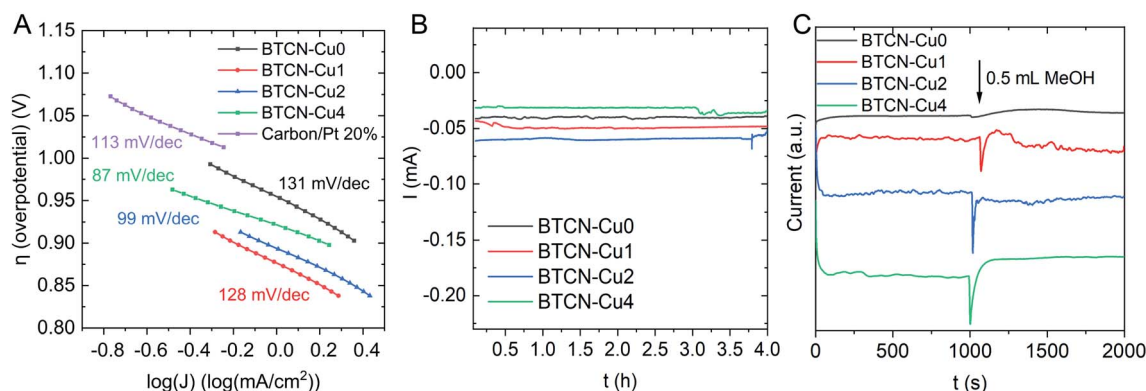 A
η (overpotential) (V)
1.15
1.10
1.05
1.00
0.95
0.90
0.85
0.80
BTCN-Cu0
BTCN-Cu1
BTCN-Cu2
BTCN-Cu4
Carbon/Pt 20%
113 mV/dec
87 mV/dec
131 mV/dec
99 mV/dec
128 mV/dec
-0.8 -0.6 -0.4 -0.2 0.0 0.2 0.4
log(J) (log(mA/cm²))
B
I (mA)
0.00
-0.05
-0.10
-0.15
-0.20
BTCN-Cu0
BTCN-Cu1
BTCN-Cu2
BTCN-Cu4
0.5 1.0 1.5 2.0 2.5 3.0 3.5 4.0
t (h)
C
Current (a.u.)
BTCN-Cu0
BTCN-Cu1
BTCN-Cu2
BTCN-Cu4
0.5 mL MeOH
0 500 1000 1500 2000
t (s)